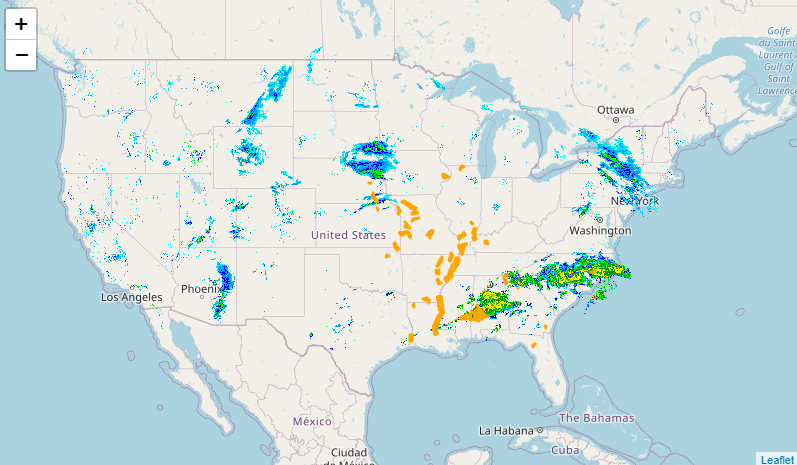 +
−
Golfe
du Saint-
Laurent /
Gulf of
Saint
Lawrence
Ottawa
New York
Washington
United States
Phoenix
Los Angeles
México
Ciudad
de México
La Habana
The Bahamas
Cuba
Leaflet